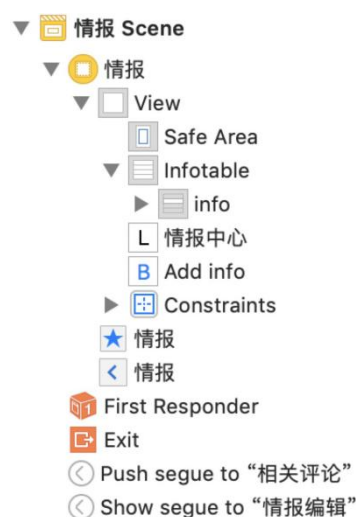 情报 Scene
情报
View
Safe Area
Infotable
info
L 情报中心
B Add info
Constraints
情报
情报
First Responder
Exit
Push segue to “相关评论”
Show segue to “情报编辑”